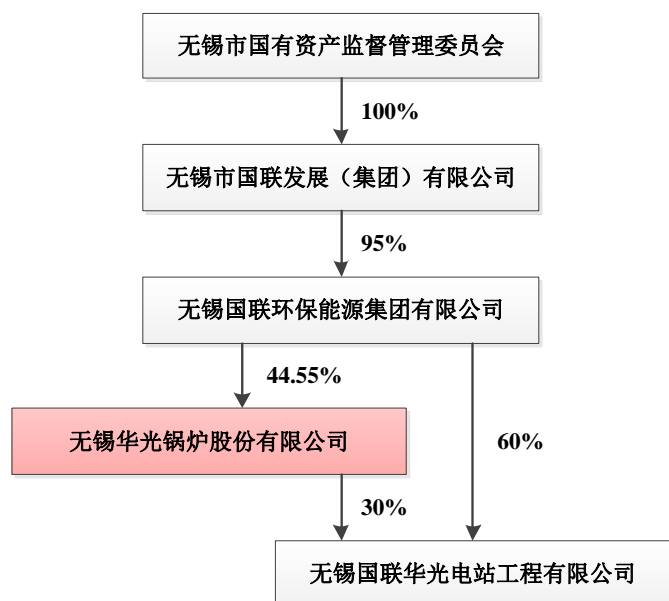 无锡市国有资产监督管理委员会
100%
无锡市国联发展（集团）有限公司
95%
无锡国联环保能源集团有限公司
44.55%
无锡华光锅炉股份有限公司
60%
30%
无锡国联华光电站工程有限公司